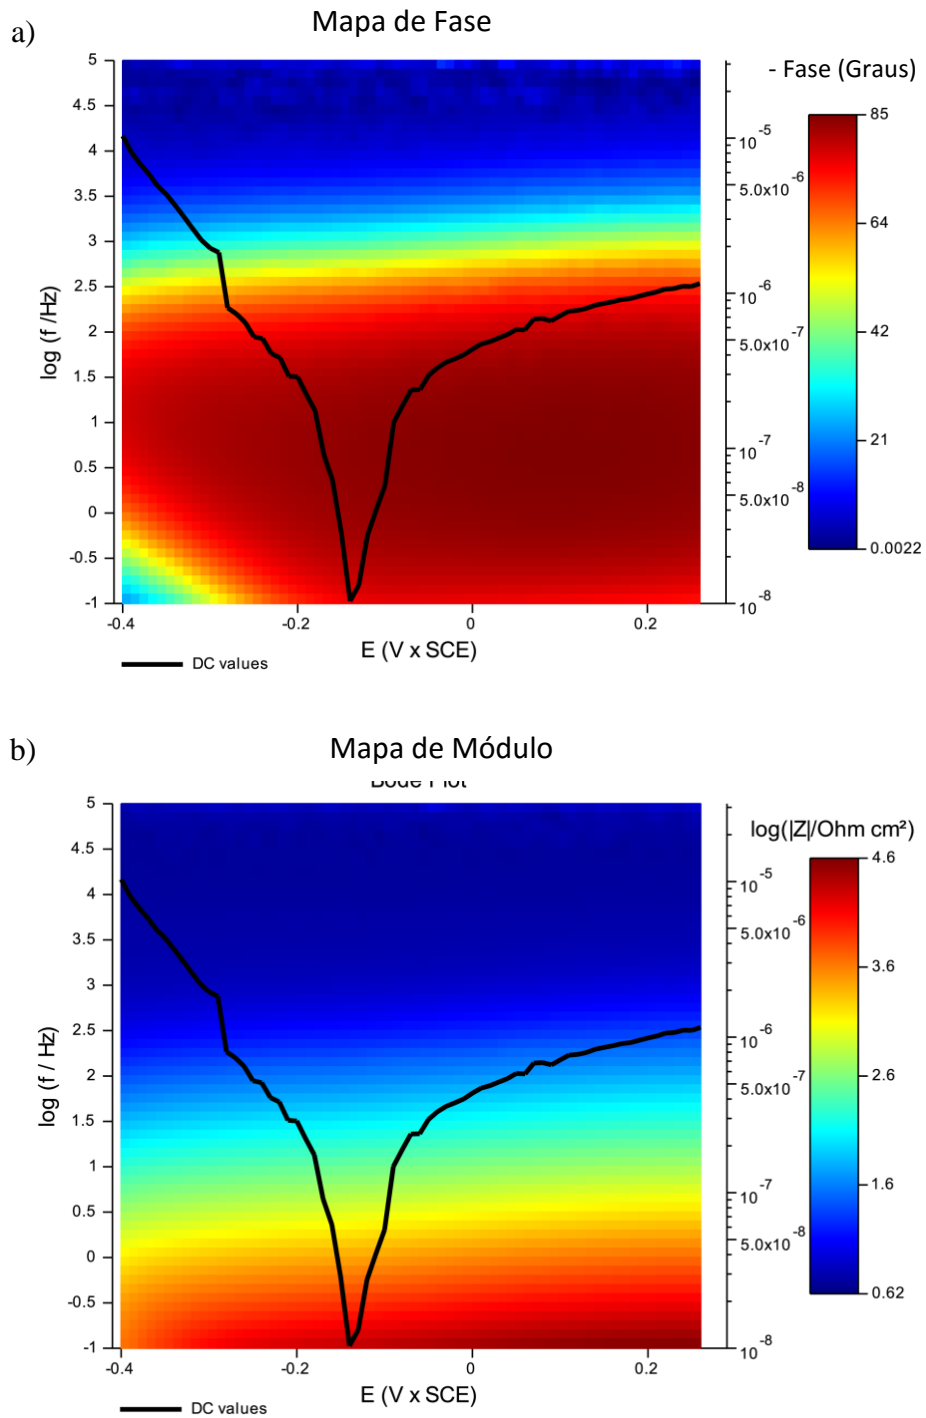 a)
Mapa de Fase
- Fase (Graus)
5
4.5
4
3.5
3
2.5
2
1.5
1
0.5
0
-0.5
-1
log (f /Hz)
-0.4
-0.2
0
0.2
E (V x SCE)
DC values
10^-5
5.0x10^-6
10^-6
5.0x10^-7
10^-7
5.0x10^-8
10^-8
85
64
42
21
0.0022
b)
Mapa de Módulo
Bode Plot
log(|Z|/Ohm cm²)
5
4.5
4
3.5
3
2.5
2
1.5
1
0.5
0
-0.5
-1
log (f / Hz)
-0.4
-0.2
0
0.2
E (V x SCE)
DC values
10^-5
5.0x10^-6
10^-6
5.0x10^-7
10^-7
5.0x10^-8
10^-8
4.6
3.6
2.6
1.6
0.62